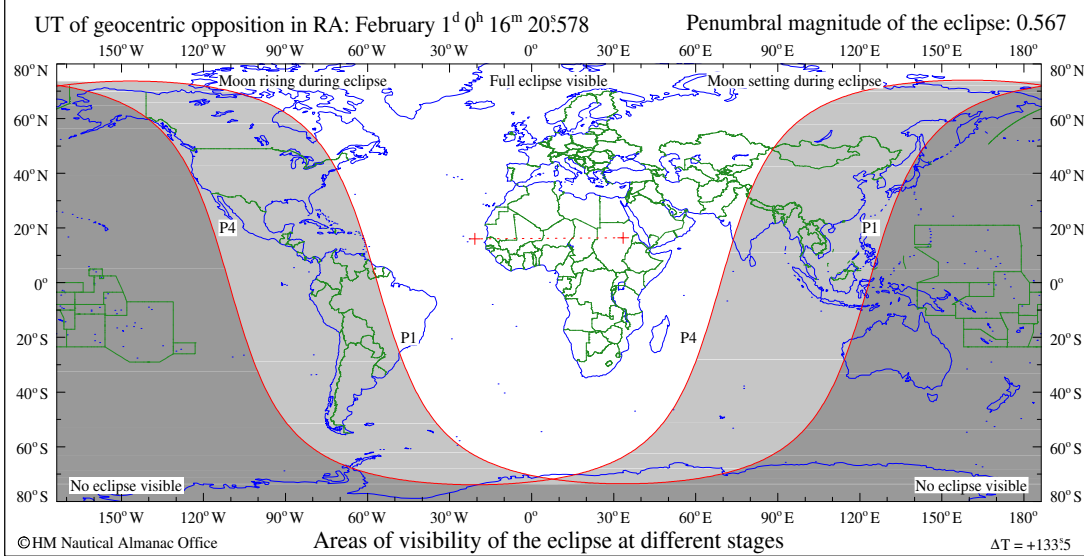 UT of geocentric opposition in RA: February 1ᵈ 0ʰ 16ᵐ 20ˢ.578
Penumbral magnitude of the eclipse: 0.567
150°W 120°W 90°W 60°W 30°W 0° 30°E 60°E 90°E 120°E 150°E 180°
80°N 80°N
Moon rising during eclipse Full eclipse visible Moon setting during eclipse
60°N 60°N
40°N 40°N
20°N P4 P1 20°N
0° 0°
20°S P1 P4 20°S
40°S 40°S
60°S 60°S
No eclipse visible No eclipse visible
80°S 80°S
150°W 120°W 90°W 60°W 30°W 0° 30°E 60°E 90°E 120°E 150°E 180°
©HM Nautical Almanac Office Areas of visibility of the eclipse at different stages ΔT = +133ˢ.5